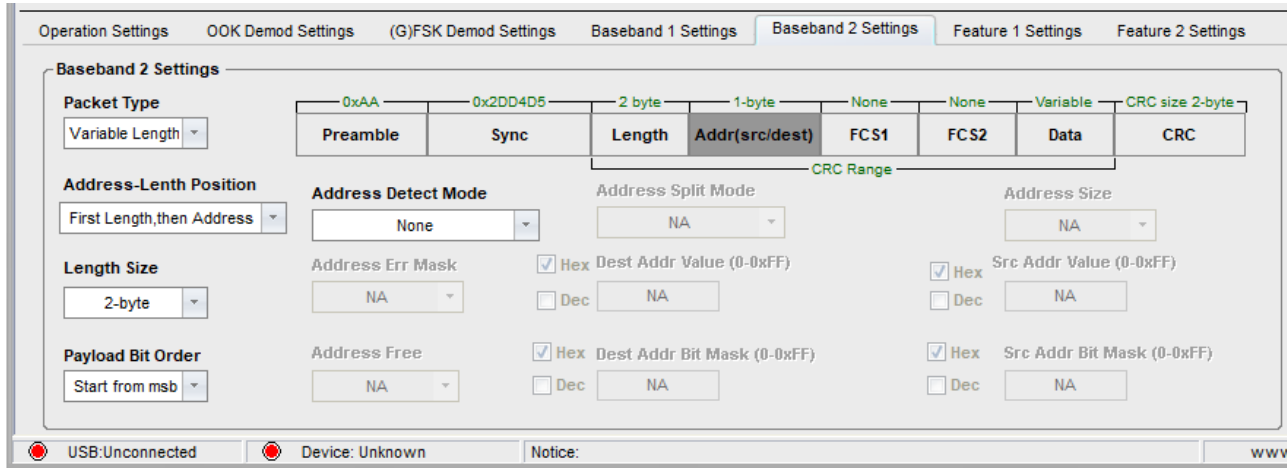 Operation Settings OOK Demod Settings (G)FSK Demod Settings Baseband 1 Settings Baseband 2 Settings Feature 1 Settings Feature 2 Settings
Baseband 2 Settings
Packet Type
Variable Length
0xAA 0x2DD4D5 2 byte 1-byte None None Variable CRC size 2-byte
Preamble Sync Length Addr(src/dest) FCS1 FCS2 Data CRC
CRC Range
Address-Lenth Position
First Length,then Address
Address Detect Mode
None
Address Split Mode
NA
Address Size
NA
Length Size
2-byte
Address Err Mask
NA
Hex Dest Addr Value (0-0xFF)
Dec NA
Hex Src Addr Value (0-0xFF)
Dec NA
Payload Bit Order
Start from msb
Address Free
NA
Hex Dest Addr Bit Mask (0-0xFF)
Dec NA
Hex Src Addr Bit Mask (0-0xFF)
Dec NA
USB:Unconnected Device: Unknown Notice: